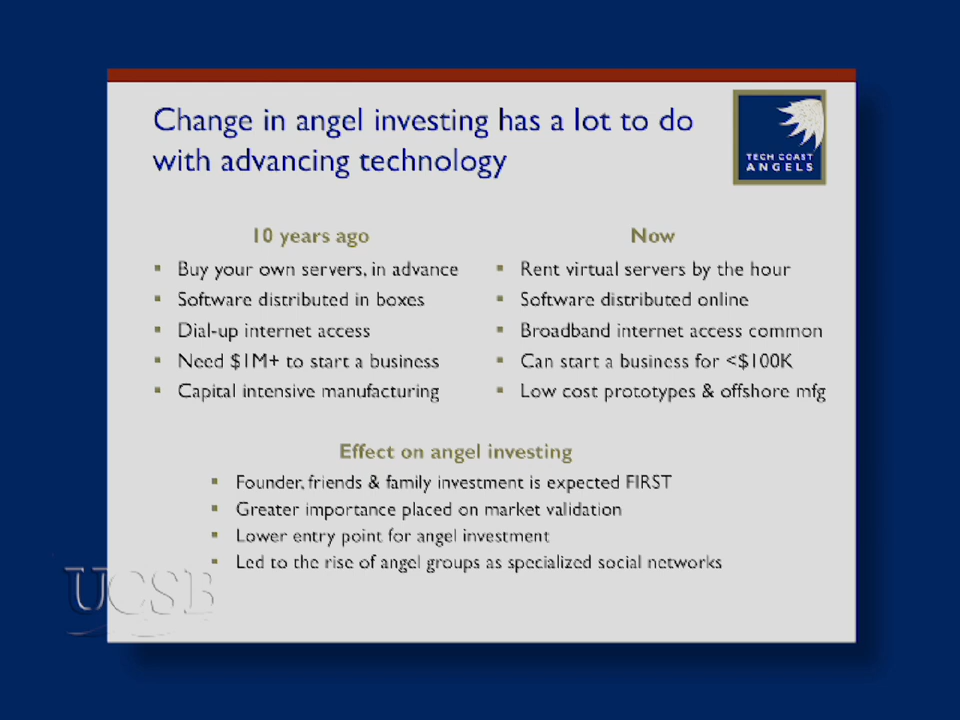 Change in angel investing has a lot to do
with advancing technology
TECH COAST
ANGELS
10 years ago
▪ Buy your own servers, in advance
▪ Software distributed in boxes
▪ Dial-up internet access
▪ Need $1M+ to start a business
▪ Capital intensive manufacturing
Now
▪ Rent virtual servers by the hour
▪ Software distributed online
▪ Broadband internet access common
▪ Can start a business for <$100K
▪ Low cost prototypes & offshore mfg
Effect on angel investing
▪ Founder, friends & family investment is expected FIRST
▪ Greater importance placed on market validation
▪ Lower entry point for angel investment
▪ Led to the rise of angel groups as specialized social networks
UCSB